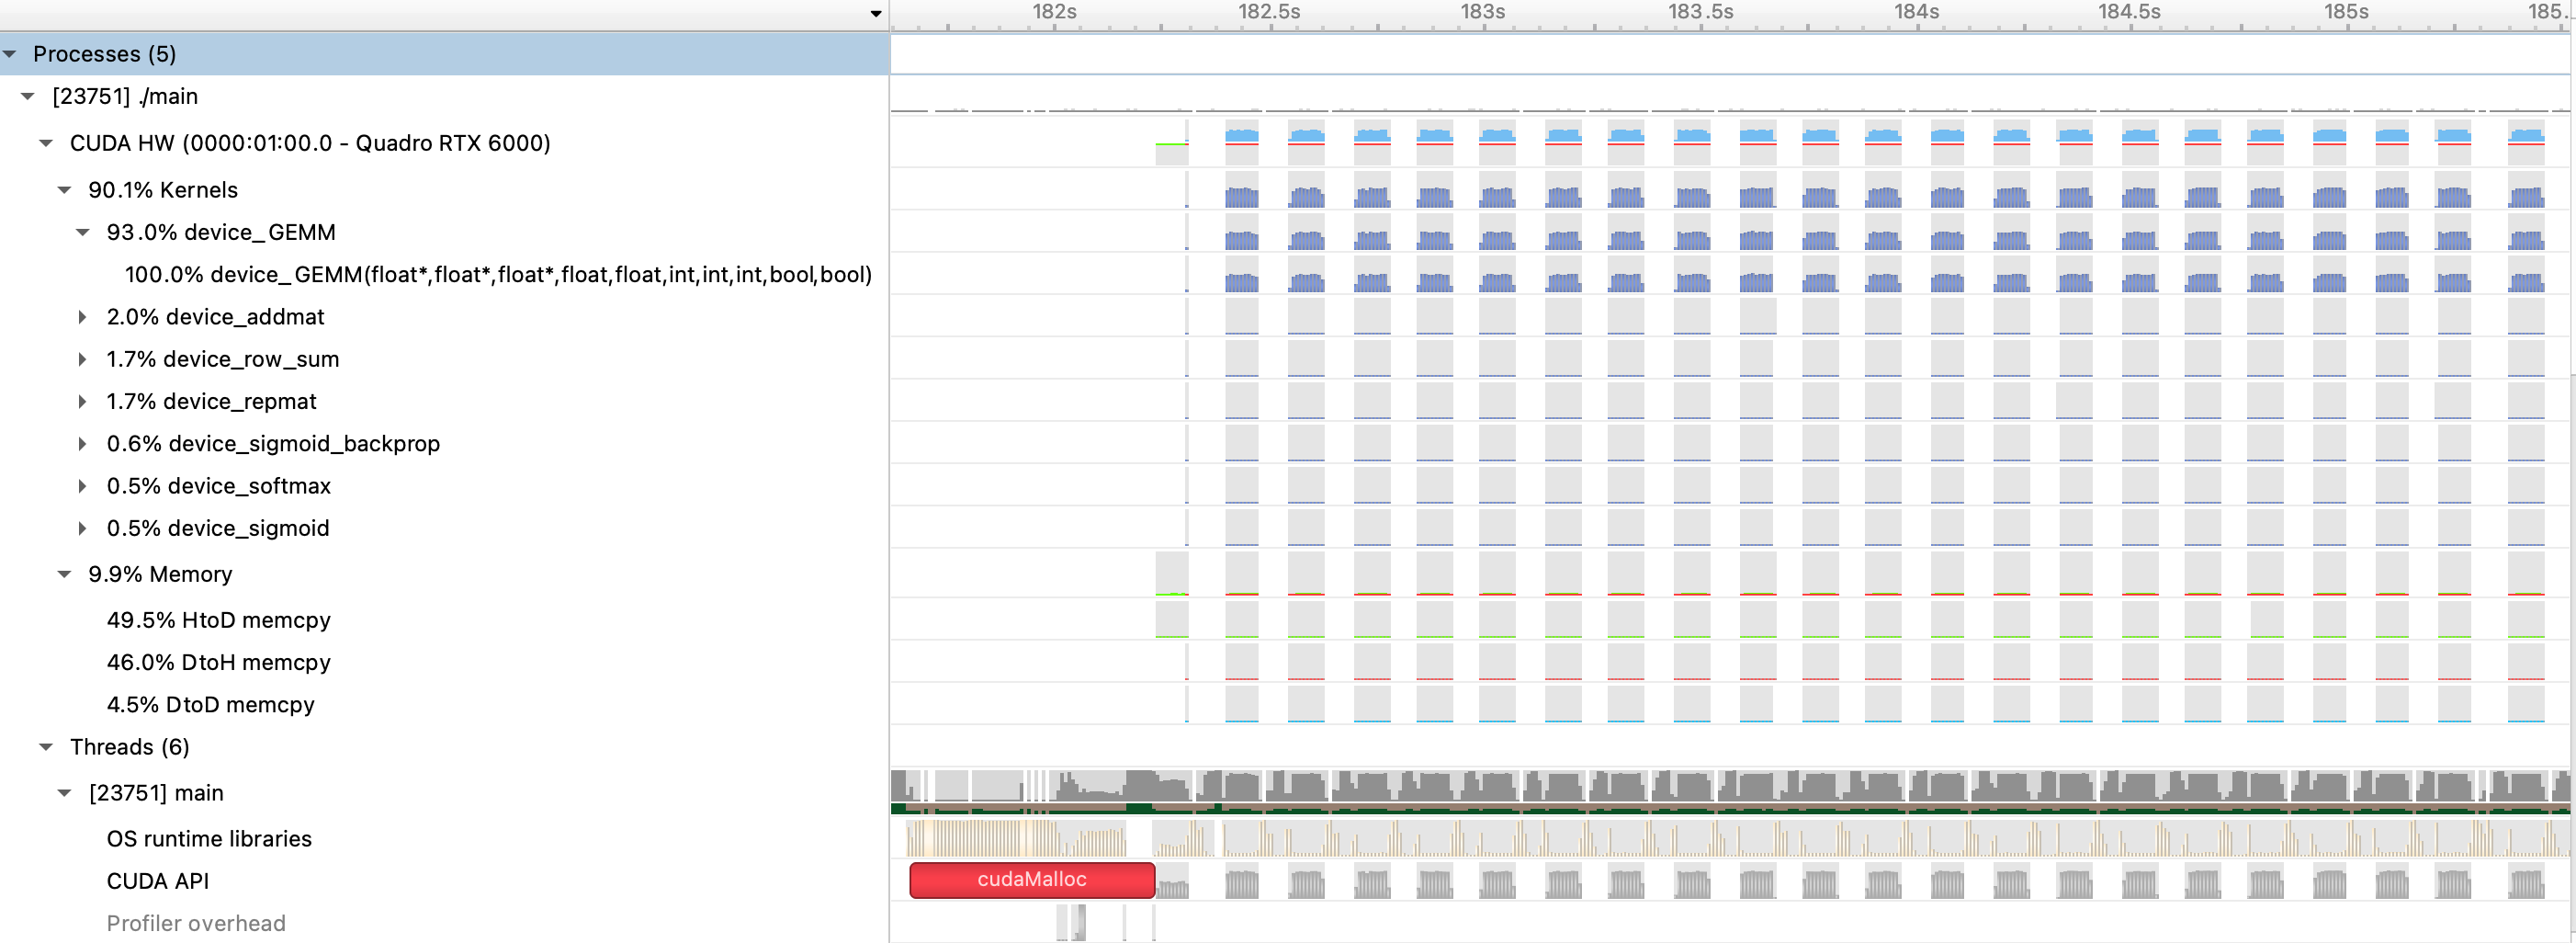 182s 182.5s 183s 183.5s 184s 184.5s 185s 185.
Processes (5)
[23751] ./main
CUDA HW (0000:01:00.0 - Quadro RTX 6000)
90.1% Kernels
93.0% device_GEMM
100.0% device_GEMM(float*,float*,float*,float,float,int,int,int,bool,bool)
2.0% device_addmat
1.7% device_row_sum
1.7% device_repmat
0.6% device_sigmoid_backprop
0.5% device_softmax
0.5% device_sigmoid
9.9% Memory
49.5% HtoD memcpy
46.0% DtoH memcpy
4.5% DtoD memcpy
Threads (6)
[23751] main
OS runtime libraries
CUDA API
cudaMalloc
Profiler overhead